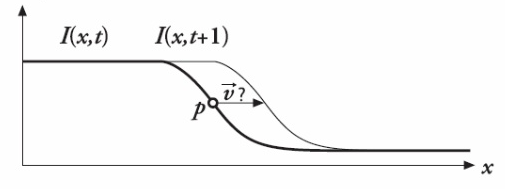 I(x,t) I(x,t+1)
v⃗?
p
x